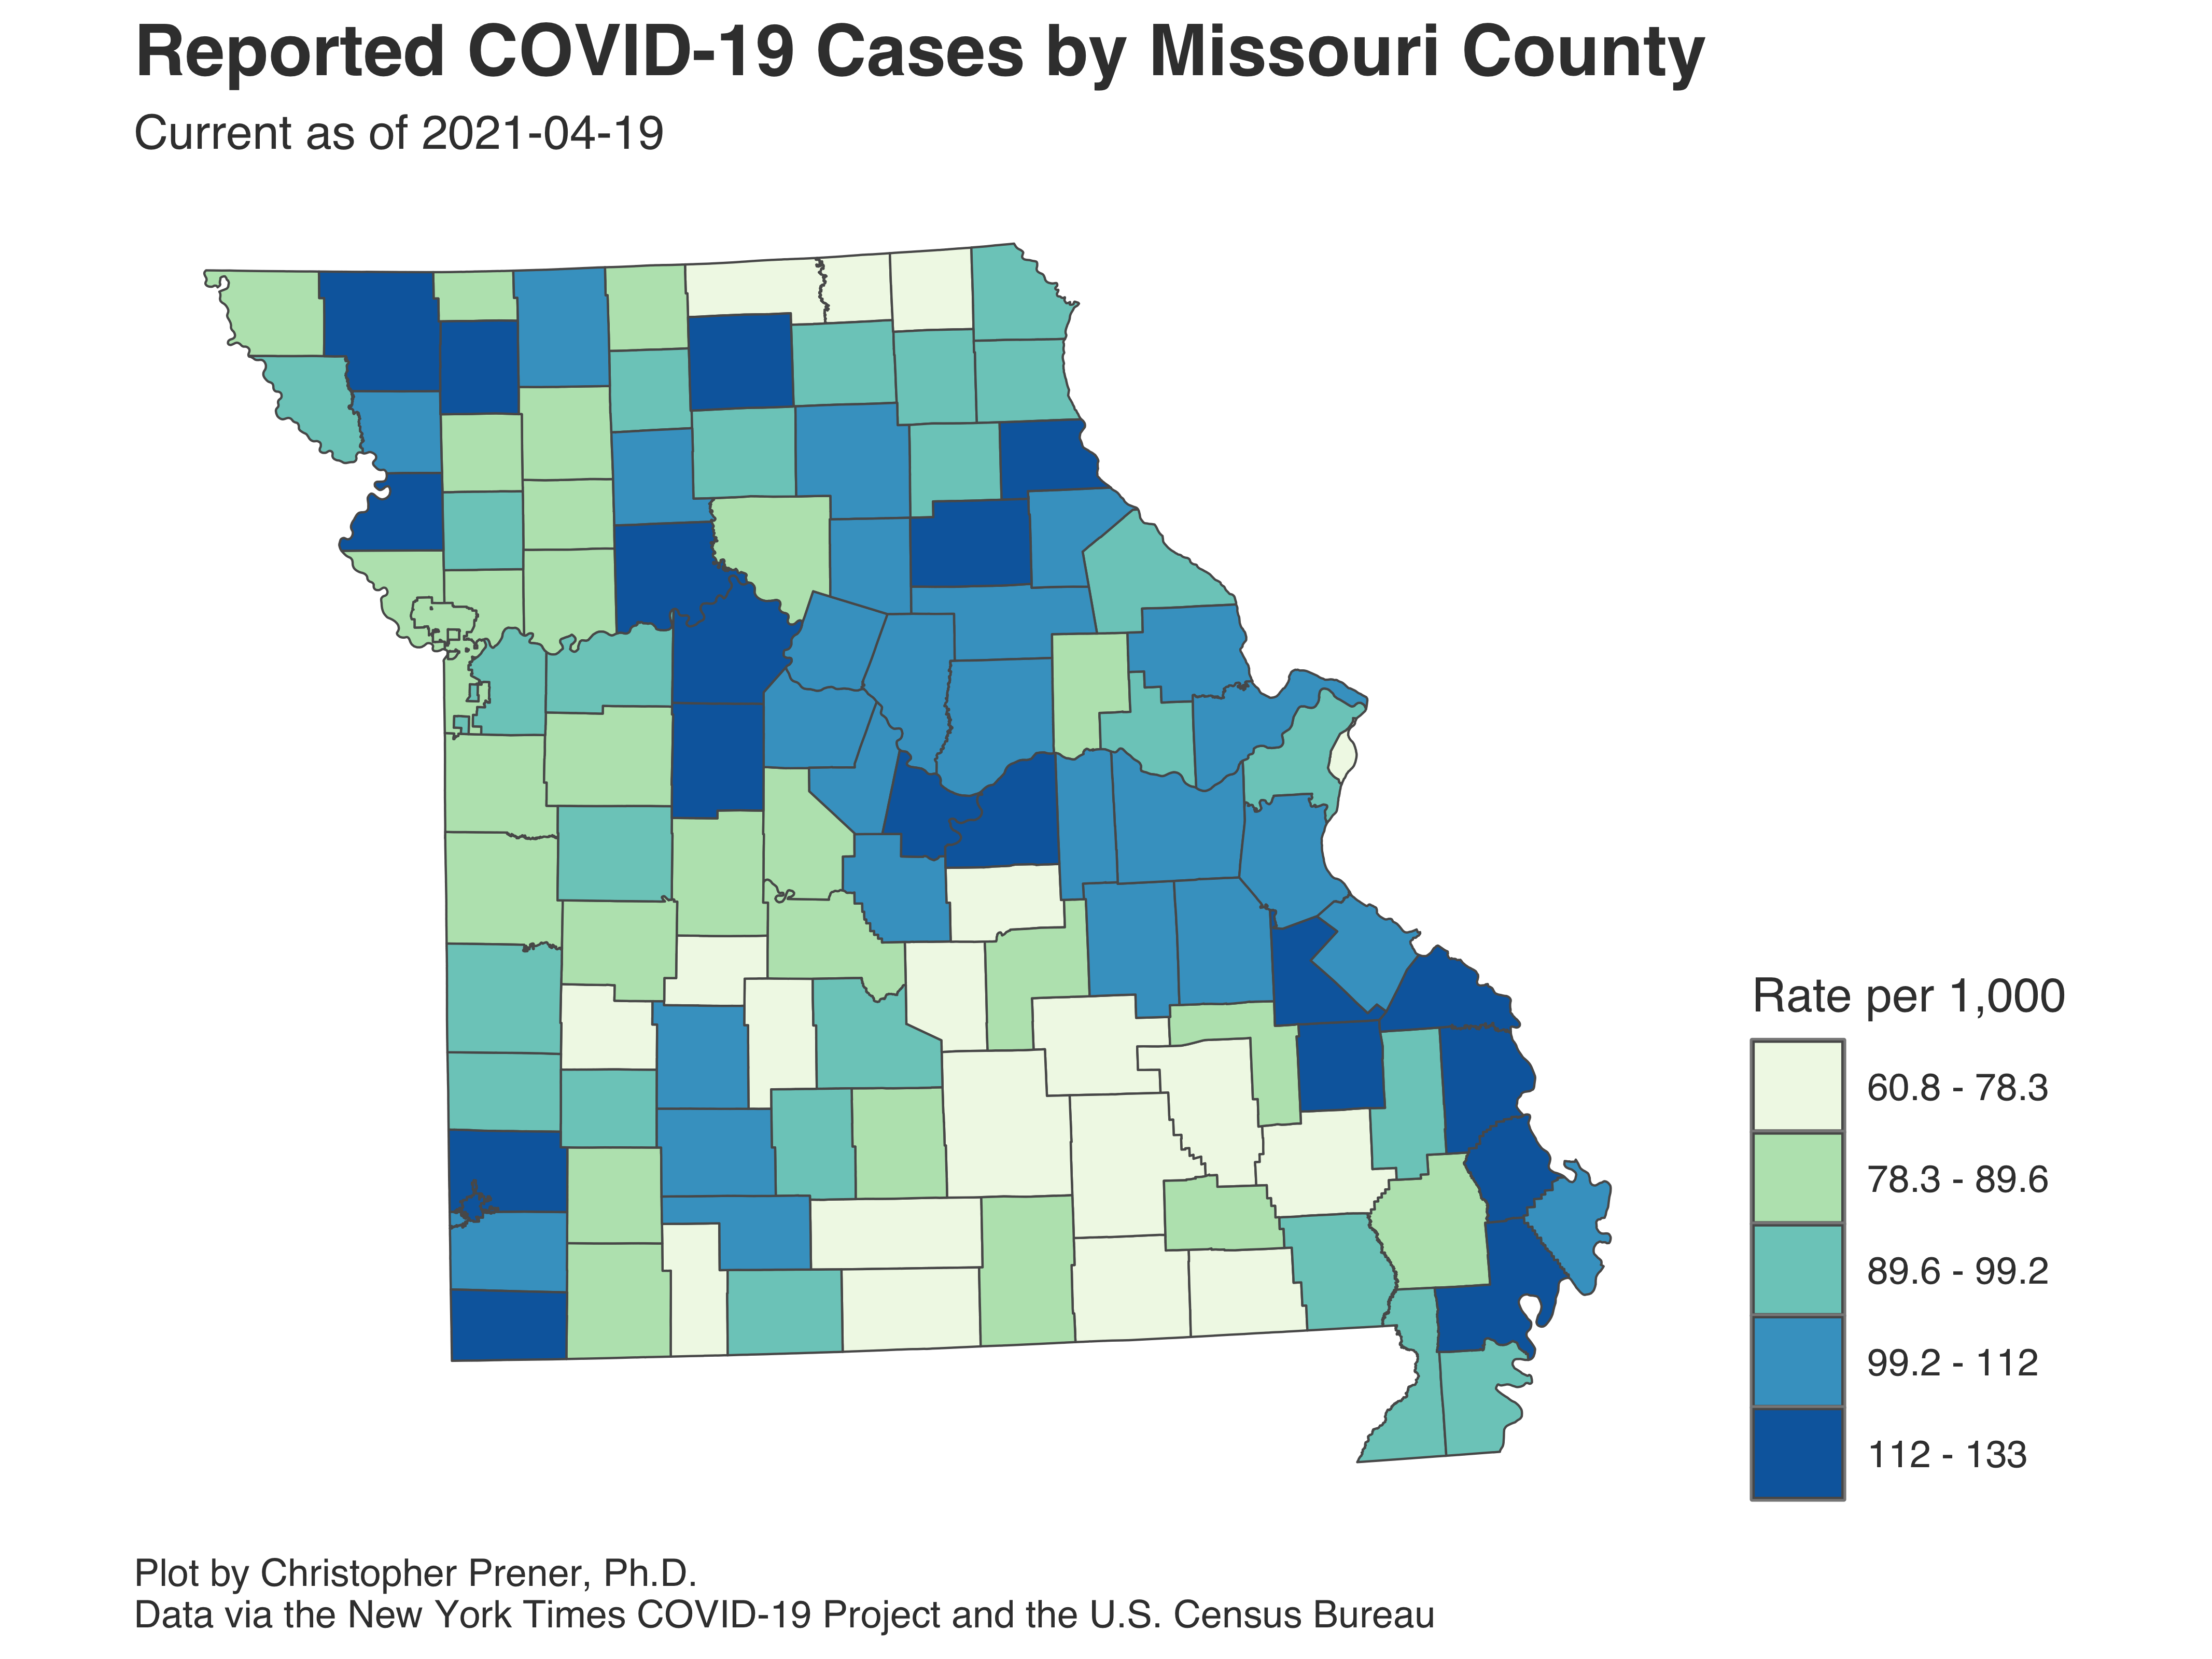 Reported COVID-19 Cases by Missouri County
Current as of 2021-04-19
Rate per 1,000
60.8 - 78.3
78.3 - 89.6
89.6 - 99.2
99.2 - 112
112 - 133
Plot by Christopher Prener, Ph.D.
Data via the New York Times COVID-19 Project and the U.S. Census Bureau